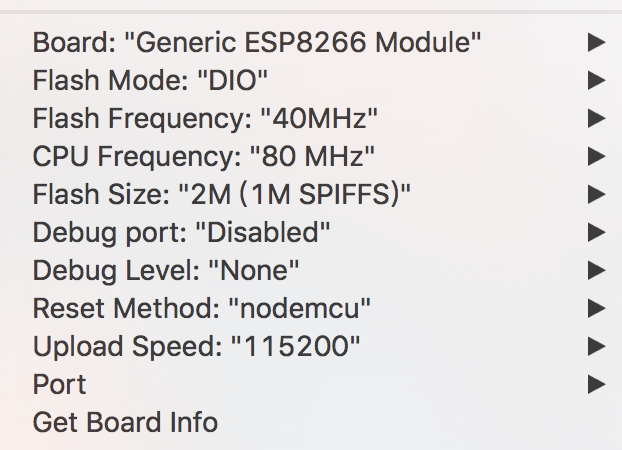 Board: "Generic ESP8266 Module"
Flash Mode: "DIO"
Flash Frequency: "40MHz"
CPU Frequency: "80 MHz"
Flash Size: "2M (1M SPIFFS)"
Debug port: "Disabled"
Debug Level: "None"
Reset Method: "nodemcu"
Upload Speed: "115200"
Port
Get Board Info